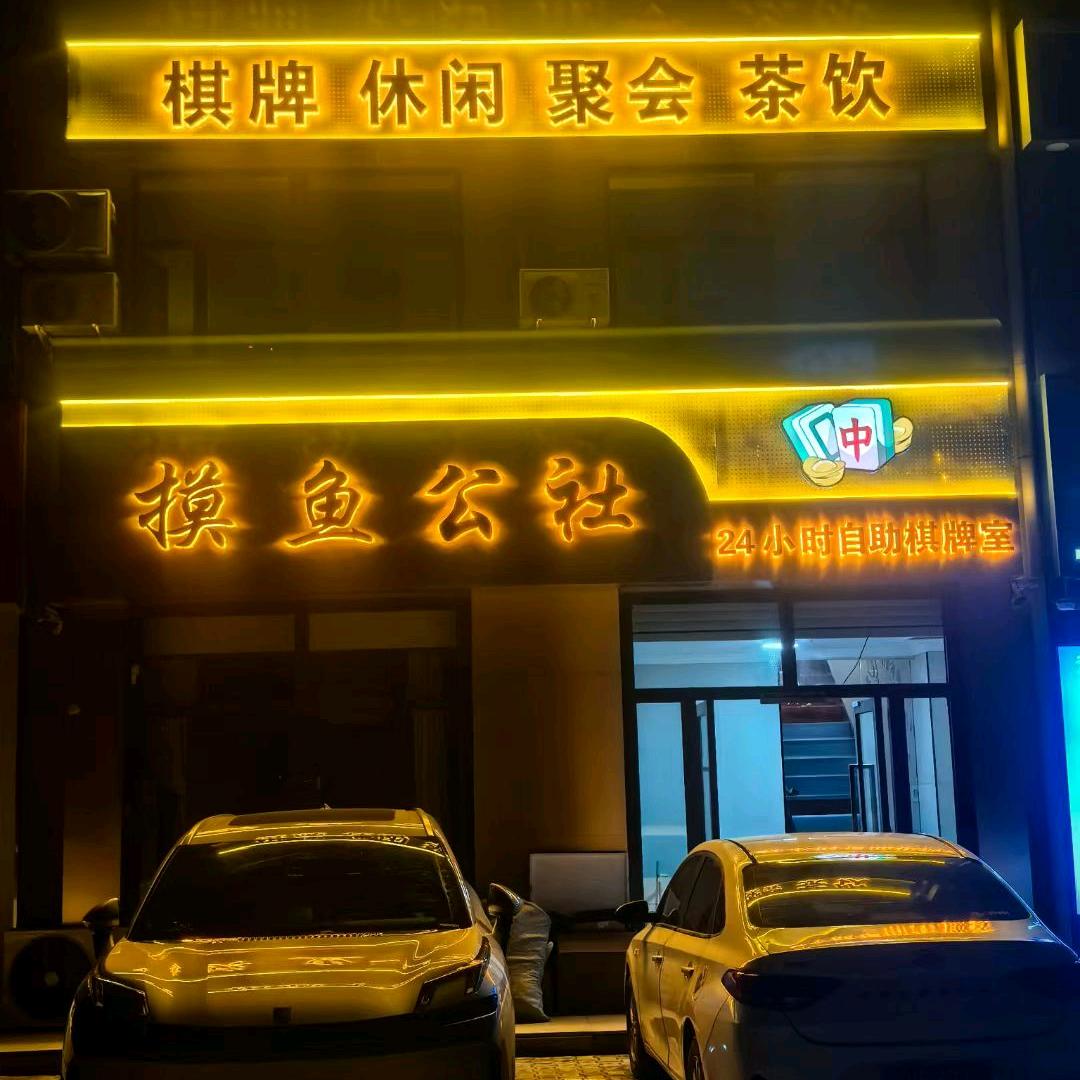 棋牌 休闲 聚会 茶饮
中
摸鱼公社
24小时自助棋牌室